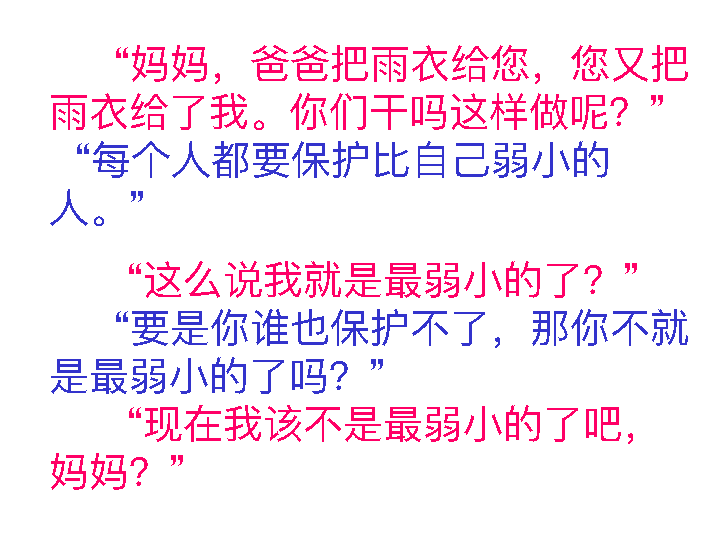 “妈妈，爸爸把雨衣给您，您又把
雨衣给了我。你们干吗这样做呢？”
“每个人都要保护比自己弱小的
人。”
“这么说我就是最弱小的了？”
“要是你谁也保护不了，那你不就
是最弱小的了吗？”
“现在我该不是最弱小的了吧，
妈妈？”